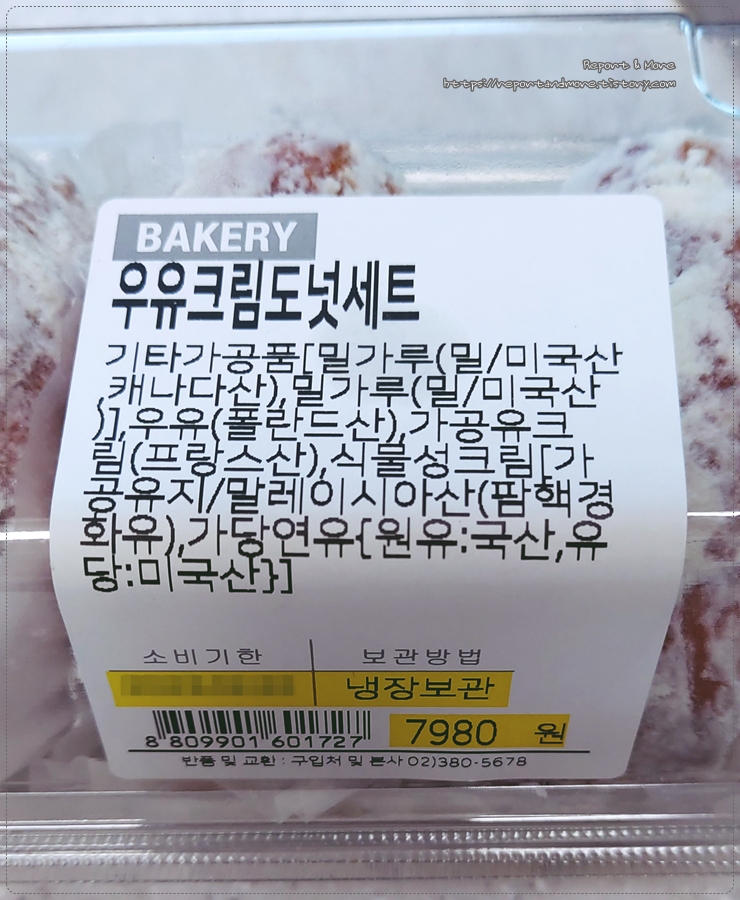 Report & More
https://reportandmore.tistory.com
BAKERY
우유크림도넛세트
기타가공품[밀가루(밀/미국산
,캐나다산),밀가루(밀/미국산
)],우유(폴란드산),가공유크
림(프랑스산),식물성크림[가
공유지/말레이시아산(팜핵경
화유),가당연유{원유:국산,유
당:미국산}]
소비기한 보관방법
냉장보관
8 809901 601727 7980 원
반품 및 교환 : 구입처 및 본사 02)380-5678